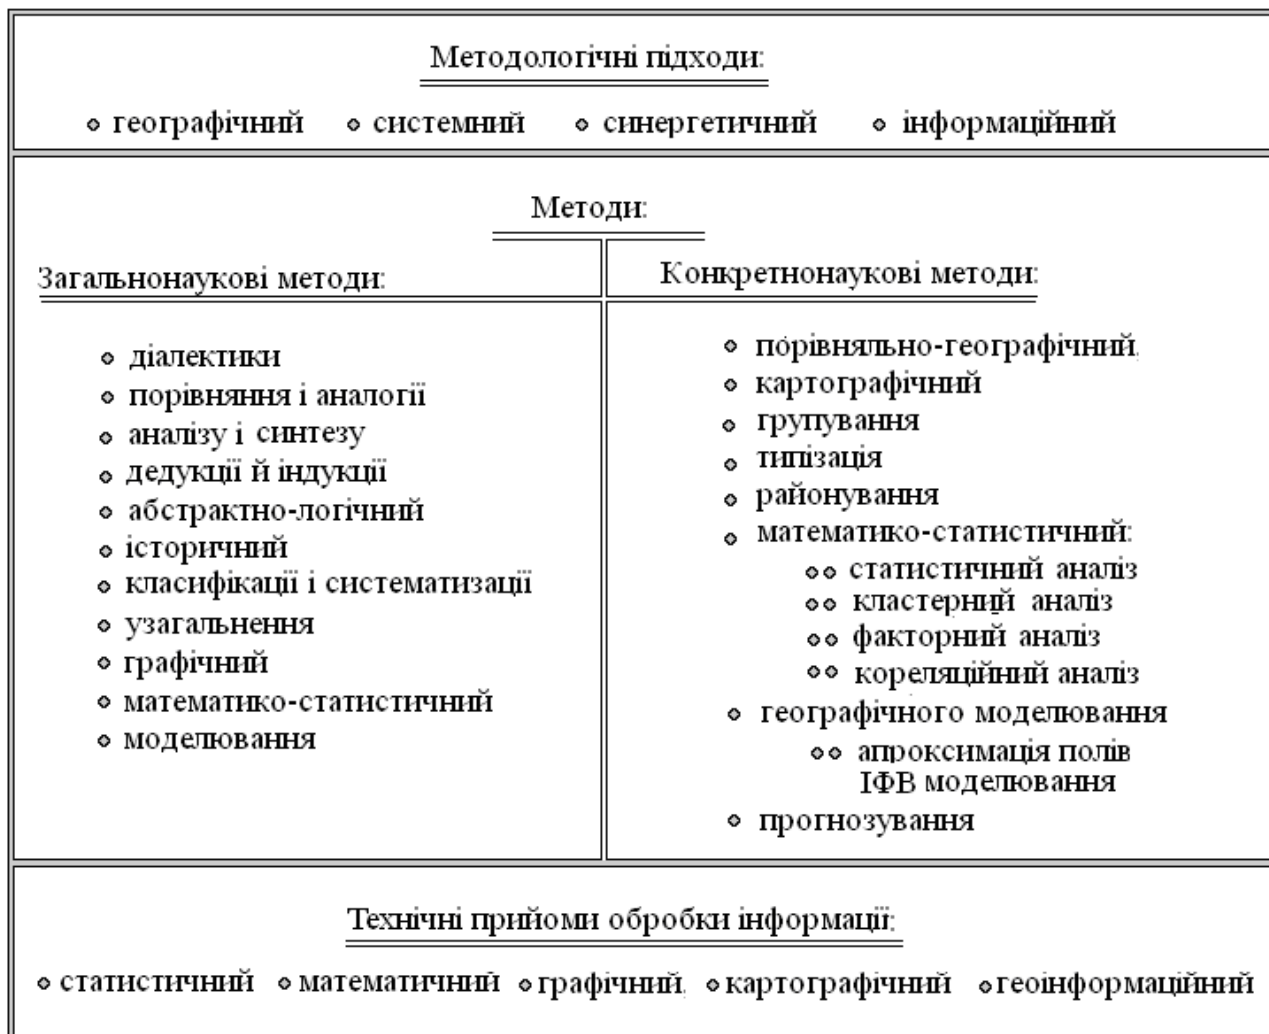 Методологічні підходи:
географічний системний синергетичний інформаційний
Методи:
Загальнонаукові методи:
діалектики
порівняння і аналогії
аналізу і синтезу
дедукції й індукції
абстрактно-логічний
історичний
класифікації і систематизації
узагальнення
графічний
математико-статистичний
моделювання
Конкретнонаукові методи:
порівняльно-географічний
картографічний
групування
типізація
районування
математико-статистичний:
статистичний аналіз
кластерний аналіз
факторний аналіз
кореляційний аналіз
географічного моделювання
апроксимація полів
ІФВ моделювання
прогнозування
Технічні прийоми обробки інформації:
статистичний математичний графічний картографічний геоінформаційний